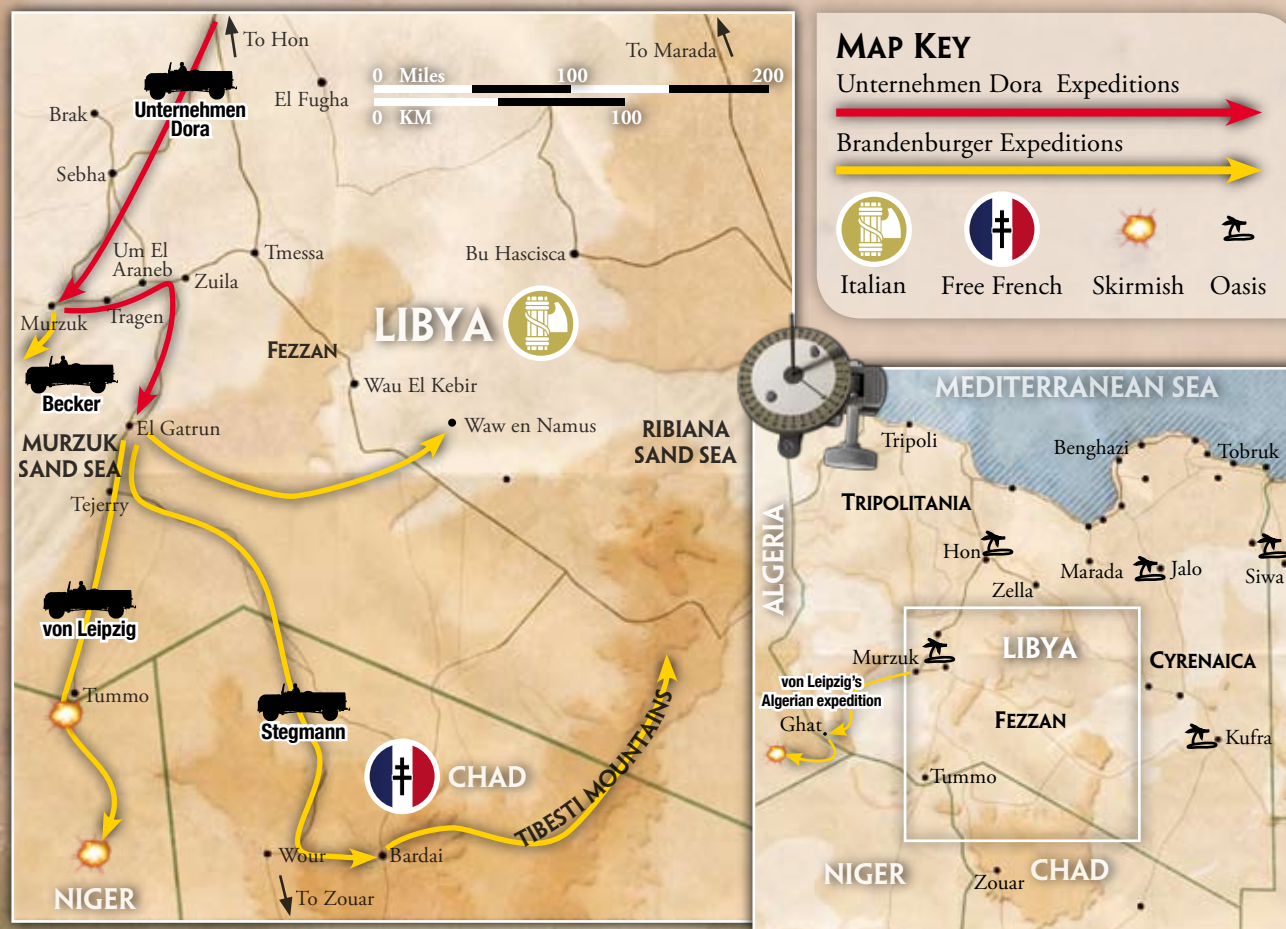 To Hon
To Marada
0 Miles 100 200
0 KM 100
El Fugha
Unternehmen
Dora
Brak
Sebha
Um El
Araneb
Zuila
Tmessa
Bu Hascisca
Murzuk
Tragen
LIBYA
FEZZAN
Becker
Wau El Kebir
El Gatrun
Waw en Namus
MURZUK
SAND SEA
RIBIANA
SAND SEA
Tejerry
von Leipzig
Tummo
Stegmann
CHAD
TIBESTI MOUNTAINS
Wour
Bardai
To Zouar
NIGER
MAP KEY
Unternehmen Dora Expeditions
Brandenburger Expeditions
Italian
Free French
Skirmish
Oasis
MEDITERRANEAN SEA
Tripoli
Benghazi
Tobruk
TRIPOLITANIA
ALGERIA
Hon
Marada
Jalo
Siwa
Zella
LIBYA
Murzuk
CYRENAICA
von Leipzig's
Algerian expedition
FEZZAN
Ghat
Kufra
Tummo
NIGER
Zouar
CHAD